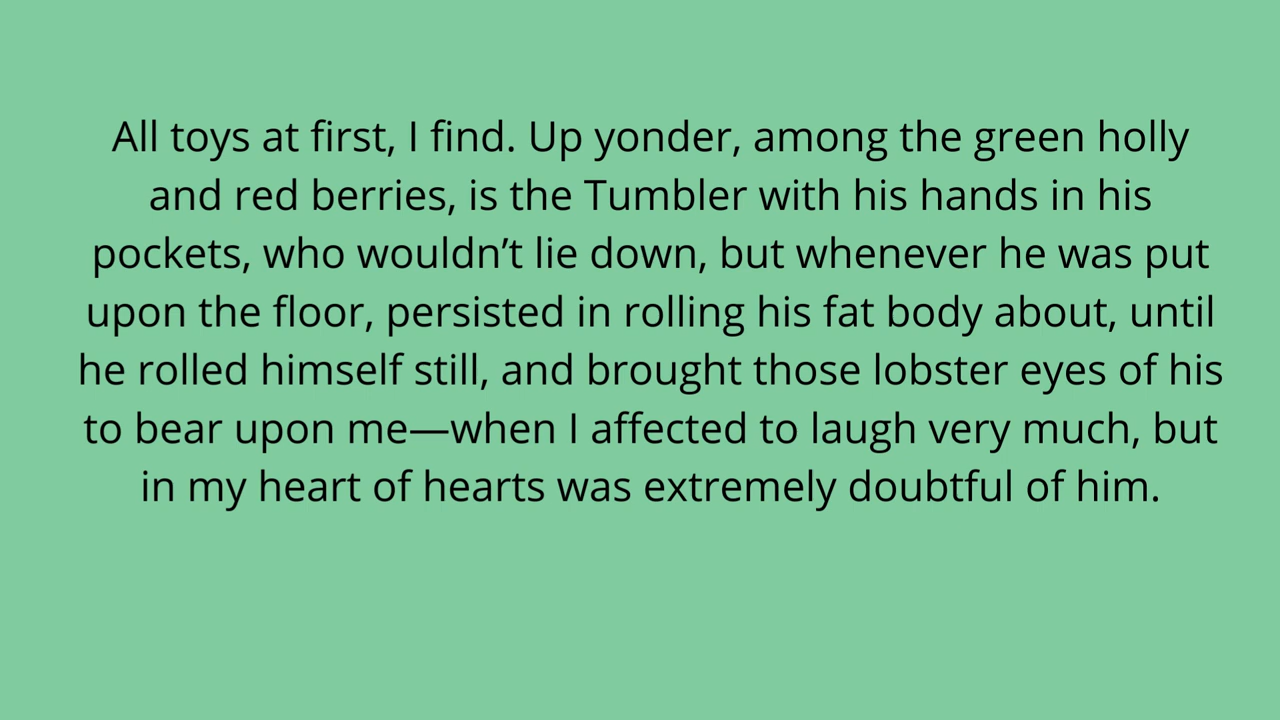 All toys at first, I find. Up yonder, among the green holly
and red berries, is the Tumbler with his hands in his
pockets, who wouldn’t lie down, but whenever he was put
upon the floor, persisted in rolling his fat body about, until
he rolled himself still, and brought those lobster eyes of his
to bear upon me—when I affected to laugh very much, but
in my heart of hearts was extremely doubtful of him.